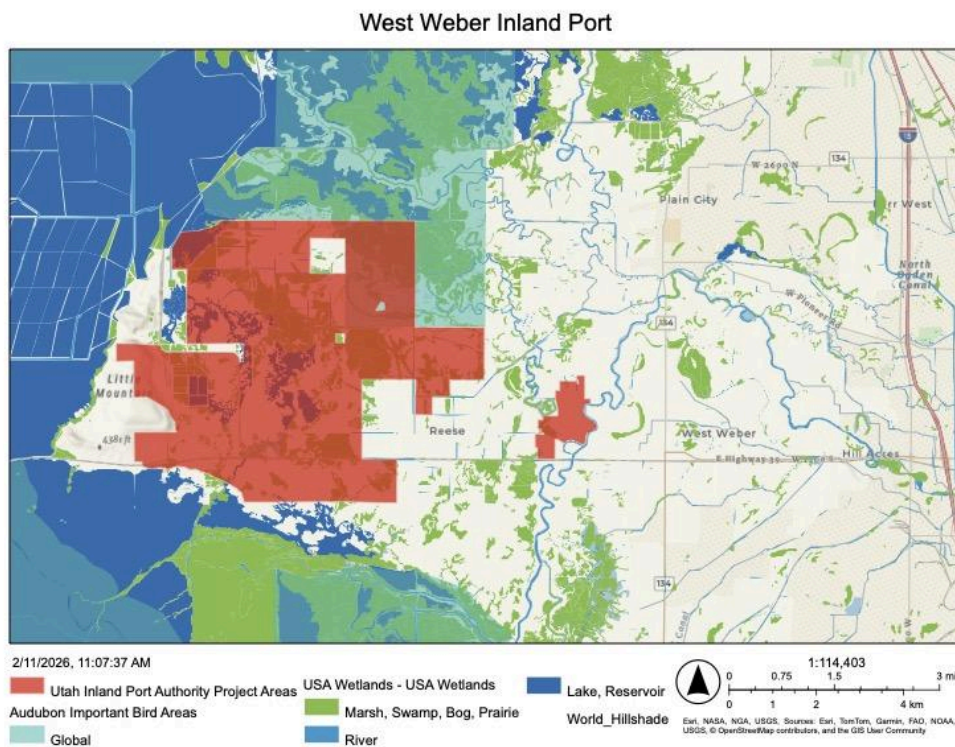 West Weber Inland Port
15
W 2600 N
134
Plain City
rr West
North
Ogden
Canal
W Pioneer Rd
134
Little
Mountain
4381 ft
Reese
West Weber
E Highway 39
Hill Acres
134
Canal
2/11/2026, 11:07:37 AM
1:114,403
Utah Inland Port Authority Project Areas
Audubon Important Bird Areas
Global
USA Wetlands - USA Wetlands
Marsh, Swamp, Bog, Prairie
River
Lake, Reservoir
World_Hillshade
0 0.75 1.5 3 mi
0 1 2 4 km
Esri, NASA, NGA, USGS, Sources: Esri, TomTom, Garmin, FAO, NOAA,
USGS, © OpenStreetMap contributors, and the GIS User Community